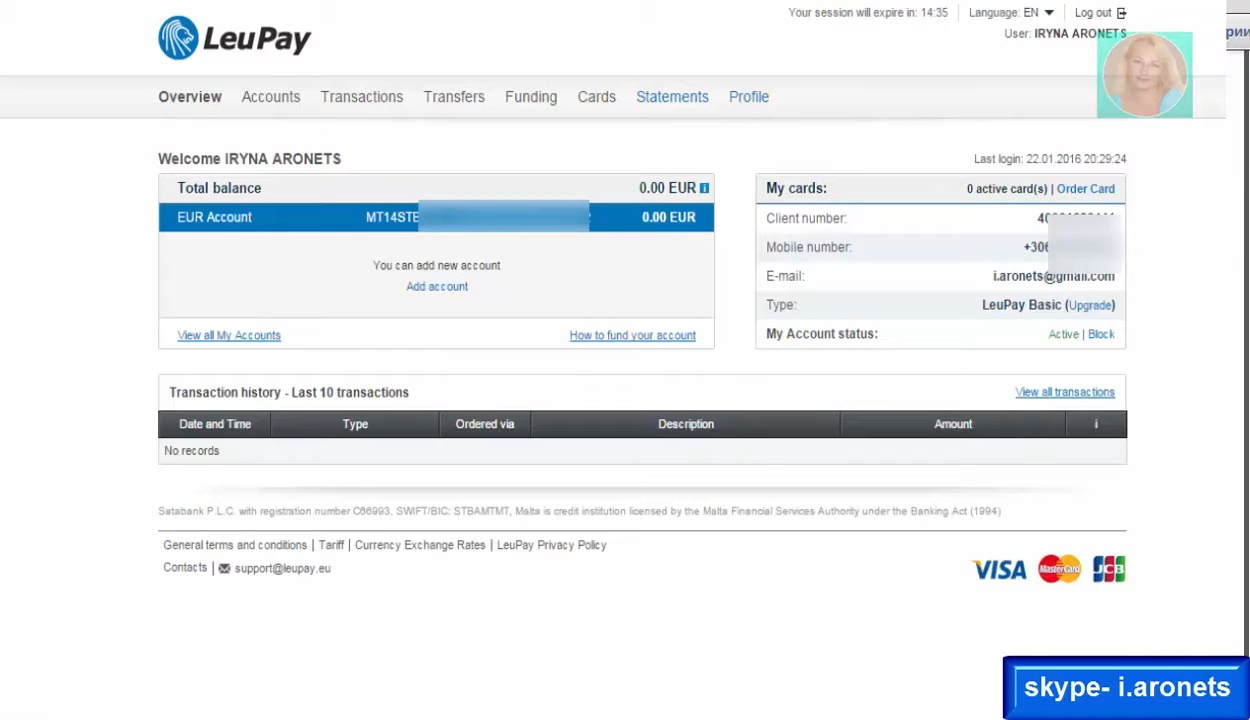 Your session will expire in: 14:35 Language: EN Log out
LeuPay
User: IRYNA ARONETS
рии
Overview Accounts Transactions Transfers Funding Cards Statements Profile
Welcome IRYNA ARONETS
Last login: 22.01.2016 20:29:24
Total balance 0.00 EUR i
EUR Account MT14STB 0.00 EUR
You can add new account
Add account
View all My Accounts How to fund your account
My cards: 0 active card(s) | Order Card
Client number:
Mobile number: +306
E-mail: i.aronets@gmail.com
Type: LeuPay Basic (Upgrade)
My Account status: Active | Block
Transaction history - Last 10 transactions View all transactions
Date and Time Type Ordered via Description Amount i
No records
Satabank P.L.C. with registration number C66993, SWIFT/BIC: STBAMTMT, Malta is credit institution licensed by the Malta Financial Services Authority under the Banking Act (1994)
General terms and conditions | Tariff | Currency Exchange Rates | LeuPay Privacy Policy
Contacts | support@leupay.eu
VISA MasterCard JCB
skype- i.aronets